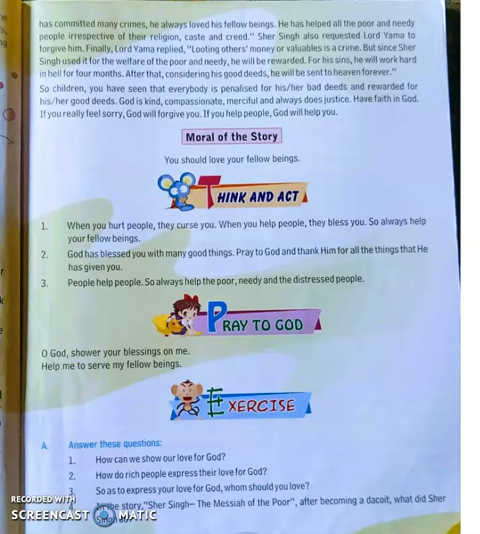 has committed many crimes, he always loved his fellow beings. He has helped all the poor and needy
people irrespective of their religion, caste and creed." Sher Singh also requested Lord Yama to
forgive him. Finally, Lord Yama replied, "Looting others' money or valuables is a crime. But since Sher
Singh used it for the welfare of the poor and needy, he will be rewarded. For his sins, he will work hard
in hell for four months. After that, considering his good deeds, he will be sent to heaven forever."
So children, you have seen that everybody is penalised for his/her bad deeds and rewarded for
his/her good deeds. God is kind, compassionate, merciful and always does justice. Have faith in God.
If you really feel sorry, God will forgive you. If you help people, God will help you.
Moral of the Story
You should love your fellow beings.
THINK AND ACT
1. When you hurt people, they curse you. When you help people, they bless you. So always help
your fellow beings.
2. God has blessed you with many good things. Pray to God and thank Him for all the things that He
has given you.
3. People help people. So always help the poor, needy and the distressed people.
PRAY TO GOD
O God, shower your blessings on me.
Help me to serve my fellow beings.
EXERCISE
A. Answer these questions:
1. How can we show our love for God?
2. How do rich people express their love for God?
3. So as to express your love for God, whom should you love?
In the story, "Sher Singh– The Messiah of the Poor", after becoming a dacoit, what did Sher
Singh do?
RECORDED WITH
SCREENCAST MATIC